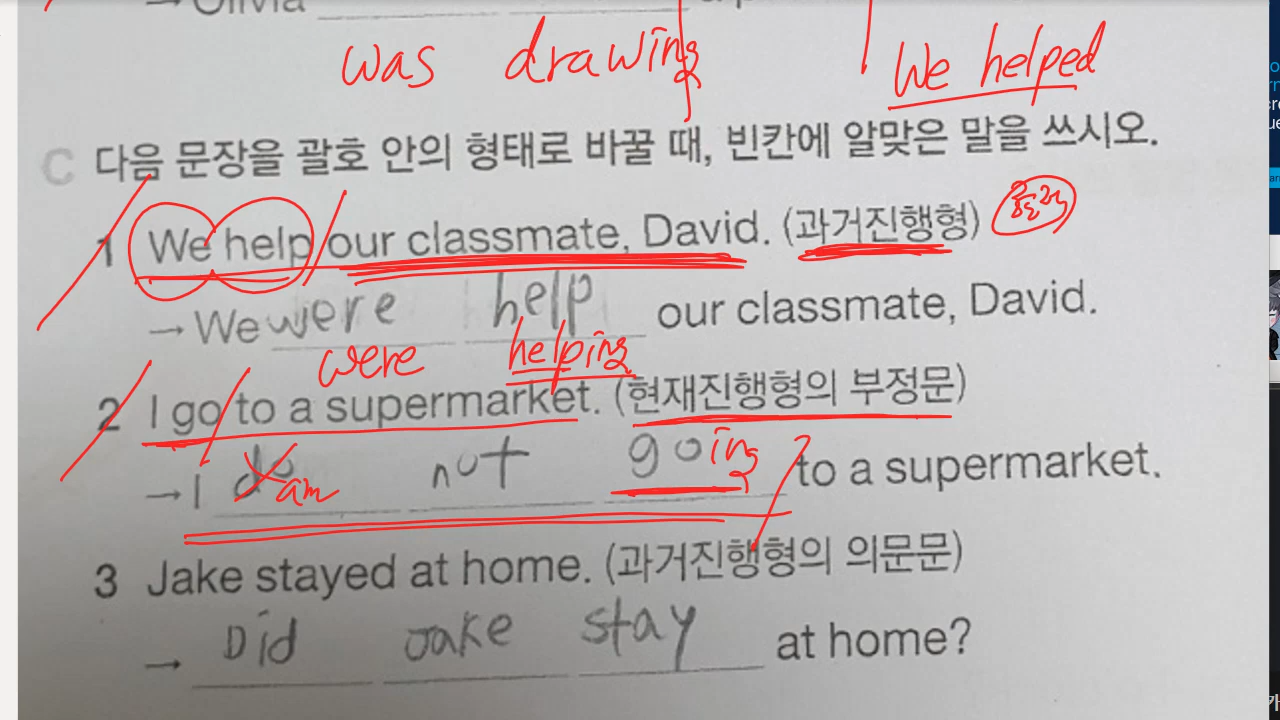 → Olivia
was drawing We helped
C 다음 문장을 괄호 안의 형태로 바꿀 때, 빈칸에 알맞은 말을 쓰시오.
1 We help our classmate, David. (과거진행형)
→ We were help our classmate, David.
were helping
2 I go to a supermarket. (현재진행형의 부정문)
→ I do am not going to a supermarket.
3 Jake stayed at home. (과거진행형의 의문문)
→ Did Jake stay at home?